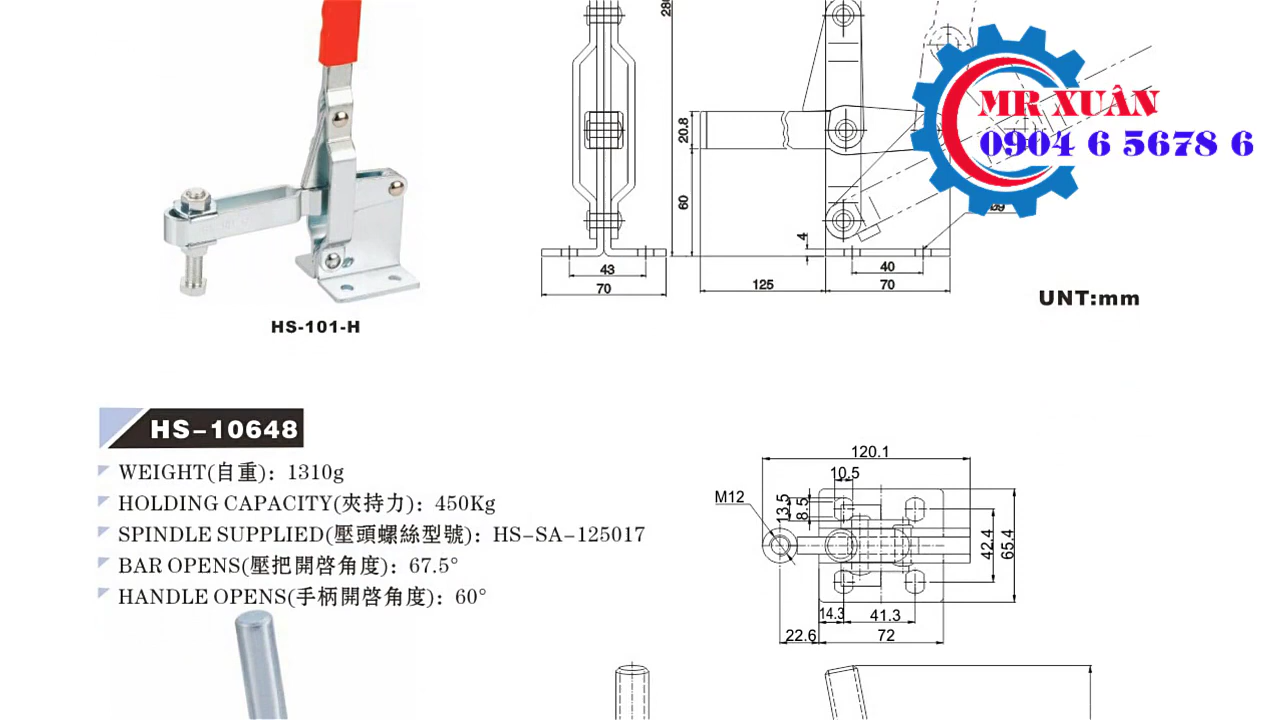 280
MR XUÂN
0904 6 5678 6
20.8
60
4
43
40
70
125
70
UNT:mm
HS-101-H
HS-10648
WEIGHT(自重)：1310g
HOLDING CAPACITY(夾持力)：450Kg
SPINDLE SUPPLIED(壓頭螺絲型號)：HS-SA-125017
BAR OPENS(壓把開啓角度)：67.5°
HANDLE OPENS(手柄開啓角度)：60°
120.1
10.5
M12
13.5
8.5
42.4
65.4
14.3
41.3
22.6
72